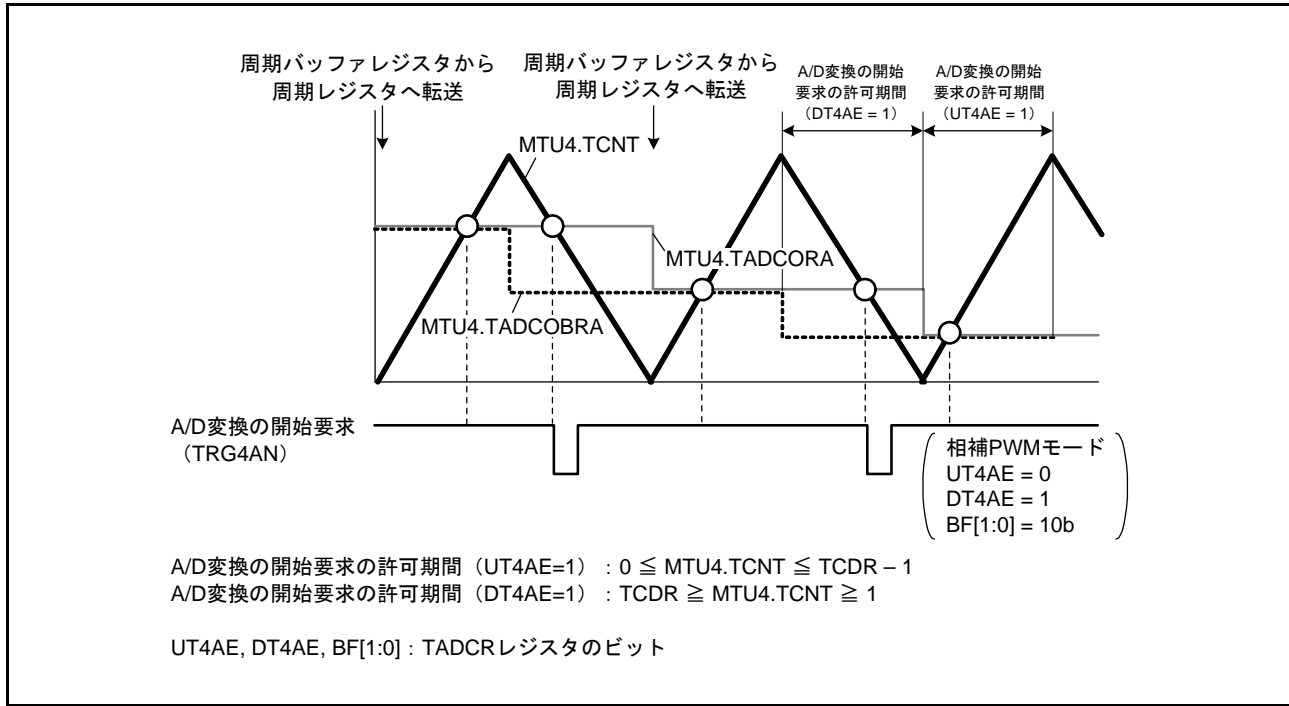 周期バッファレジスタから
周期レジスタへ転送
周期バッファレジスタから
周期レジスタへ転送
A/D変換の開始
要求の許可期間
（DT4AE = 1）
A/D変換の開始
要求の許可期間
（UT4AE = 1）
MTU4.TCNT
MTU4.TADCORA
MTU4.TADCOBRA
A/D変換の開始要求
（TRG4AN）
相補PWMモード
UT4AE = 0
DT4AE = 1
BF[1:0] = 10b
A/D変換の開始要求の許可期間（UT4AE=1）：0 ≦ MTU4.TCNT ≦ TCDR – 1
A/D変換の開始要求の許可期間（DT4AE=1）：TCDR ≧ MTU4.TCNT ≧ 1
UT4AE, DT4AE, BF[1:0]：TADCRレジスタのビット